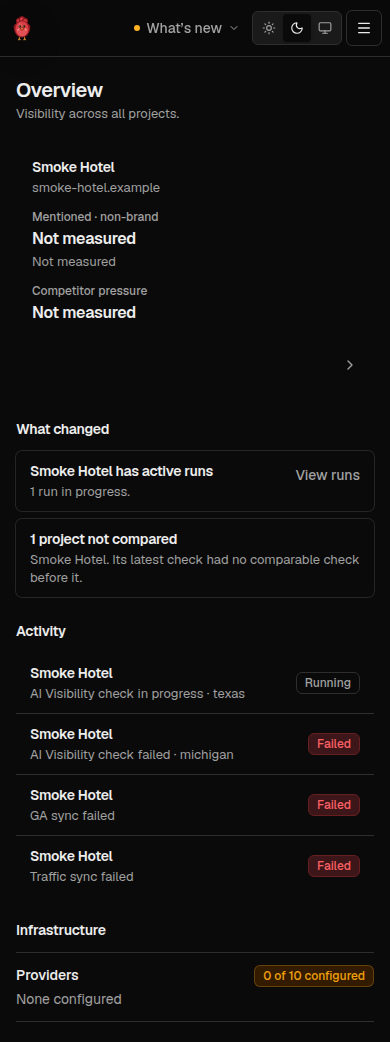 What's new
Overview
Visibility across all projects.
Smoke Hotel
smoke-hotel.example
Mentioned · non-brand
Not measured
Not measured
Competitor pressure
Not measured
What changed
Smoke Hotel has active runs
View runs
1 run in progress.
1 project not compared
Smoke Hotel. Its latest check had no comparable check
before it.
Activity
Smoke Hotel
AI Visibility check in progress · texas
Running
Smoke Hotel
AI Visibility check failed · michigan
Failed
Smoke Hotel
GA sync failed
Failed
Smoke Hotel
Traffic sync failed
Failed
Infrastructure
Providers
0 of 10 configured
None configured